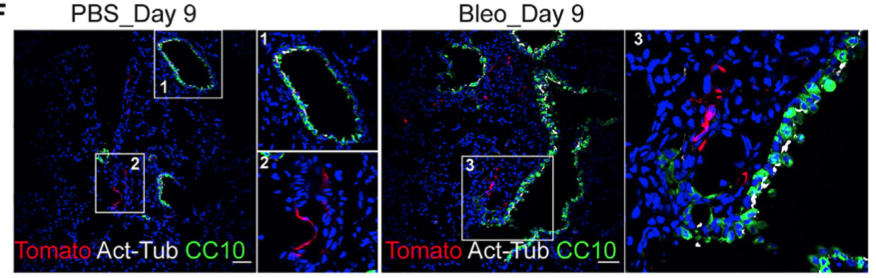 F
PBS_Day 9
Bleo_Day 9
1
1
2
2
3
3
Tomato Act-Tub CC10
Tomato Act-Tub CC10